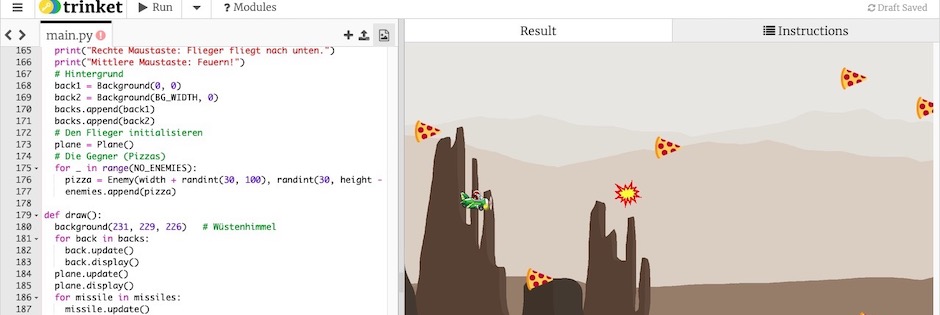 trinket
Run
? Modules
Draft Saved
main.py
Result
Instructions
165 print("Rechte Maustaste: Flieger fliegt nach unten.")
166 print("Mittlere Maustaste: Feuern!")
167 # Hintergrund
168 back1 = Background(0, 0)
169 back2 = Background(BG_WIDTH, 0)
170 backs.append(back1)
171 backs.append(back2)
172 # Den Flieger initialisieren
173 plane = Plane()
174 # Die Gegner (Pizzas)
175 for _ in range(NO_ENEMIES):
176 pizza = Enemy(width + randint(30, 100), randint(30, height -
177 enemies.append(pizza)
178
179 def draw():
180 background(231, 229, 226) # Wüstenhimmel
181 for back in backs:
182 back.update()
183 back.display()
184 plane.update()
185 plane.display()
186 for missile in missiles:
187 missile.update()